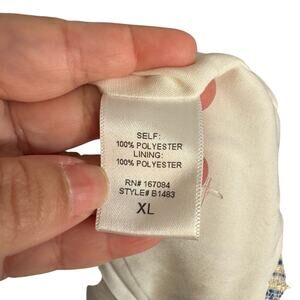 SELF:
100% POLYESTER
LINING:
100% POLYESTER
RN# 167084
STYLE# B1483
XL